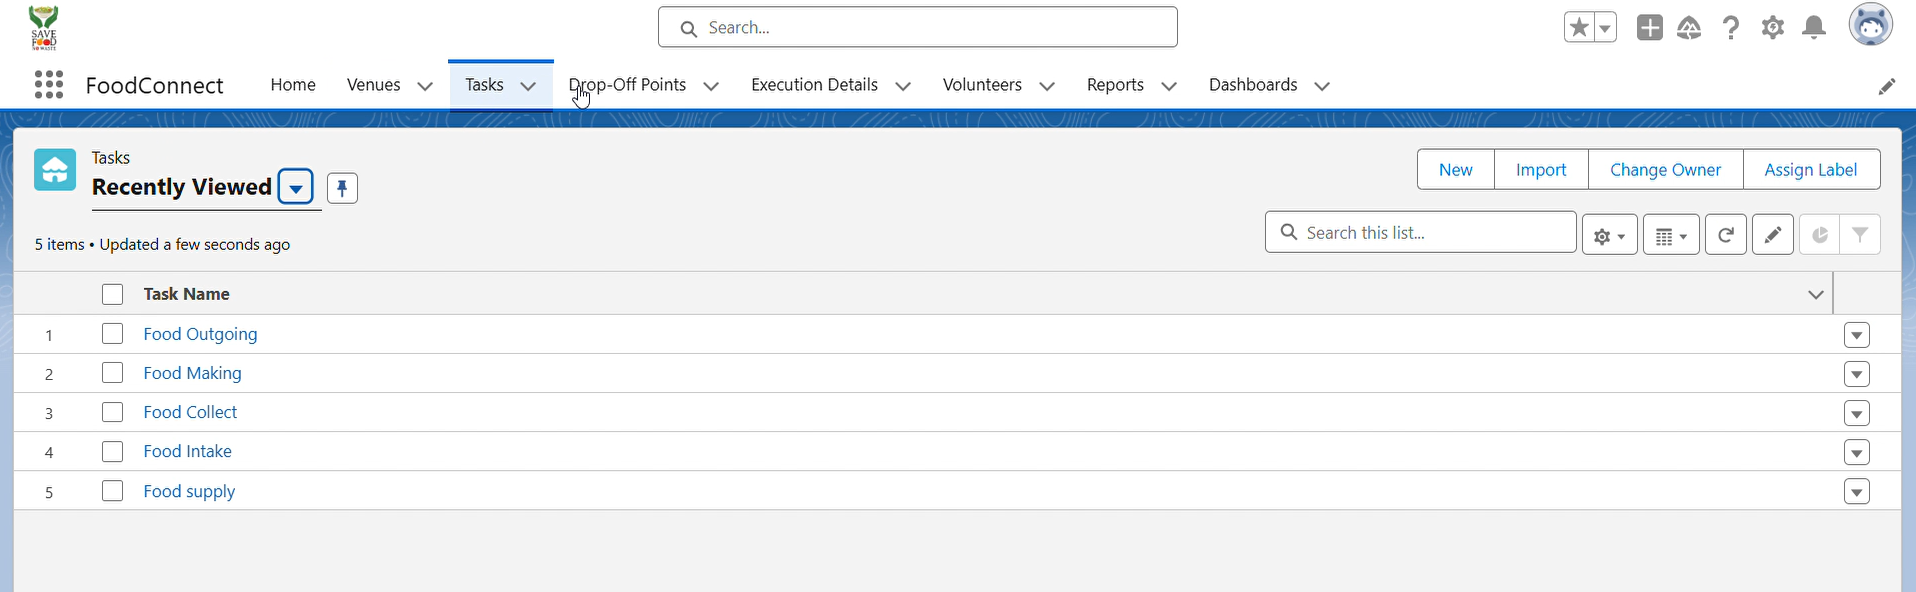 SAVE
FOOD
NO WASTE
Search...
FoodConnect Home Venues Tasks Drop-Off Points Execution Details Volunteers Reports Dashboards
Tasks
Recently Viewed
New Import Change Owner Assign Label
5 items • Updated a few seconds ago
Search this list...
Task Name
1 Food Outgoing
2 Food Making
3 Food Collect
4 Food Intake
5 Food supply